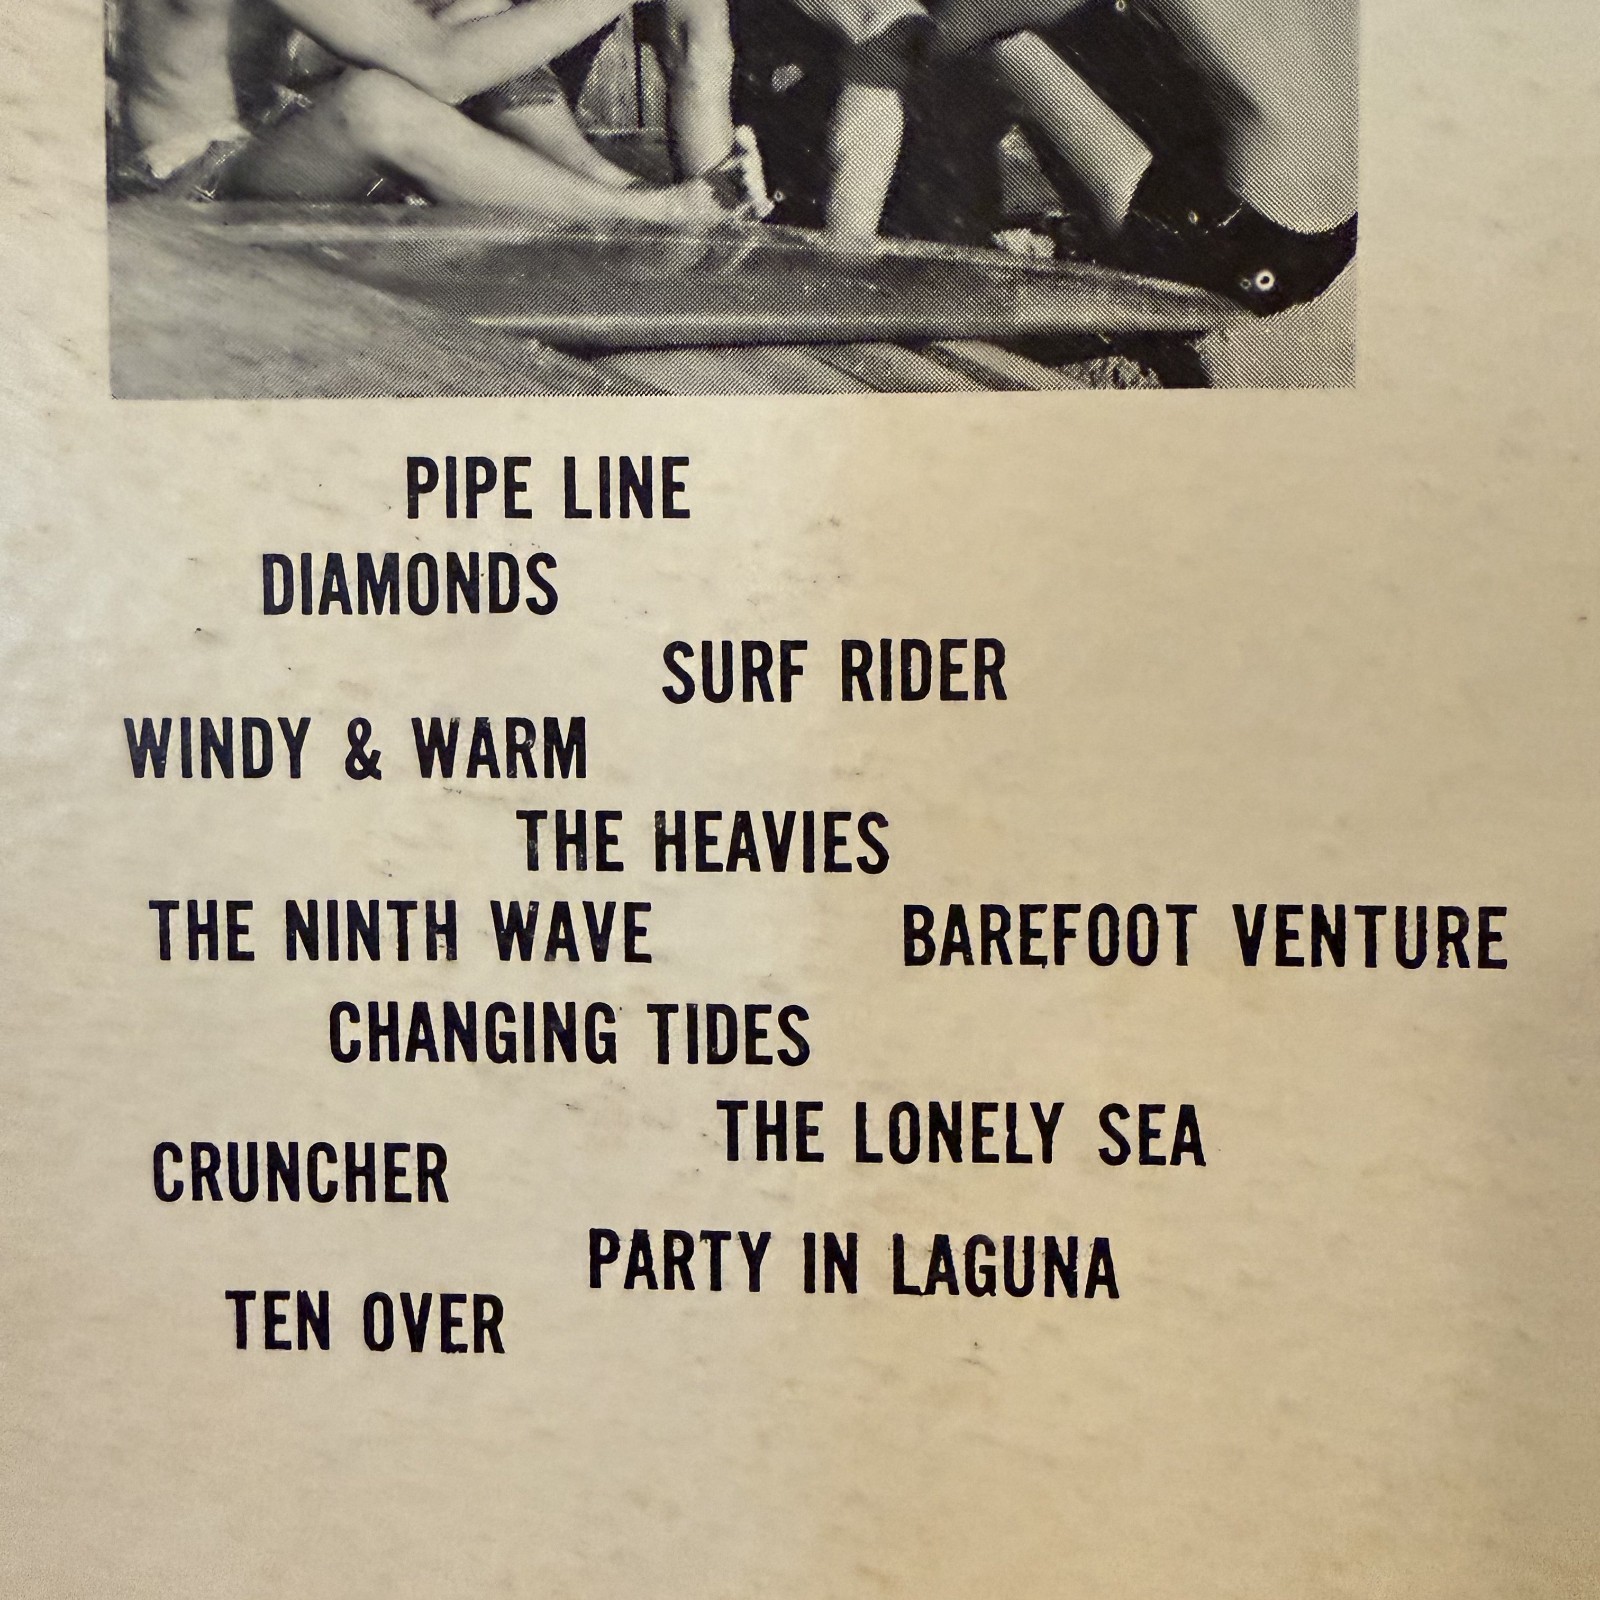 PIPE LINE
DIAMONDS
SURF RIDER
WINDY & WARM
THE HEAVIES
THE NINTH WAVE
BAREFOOT VENTURE
CHANGING TIDES
THE LONELY SEA
CRUNCHER
PARTY IN LAGUNA
TEN OVER